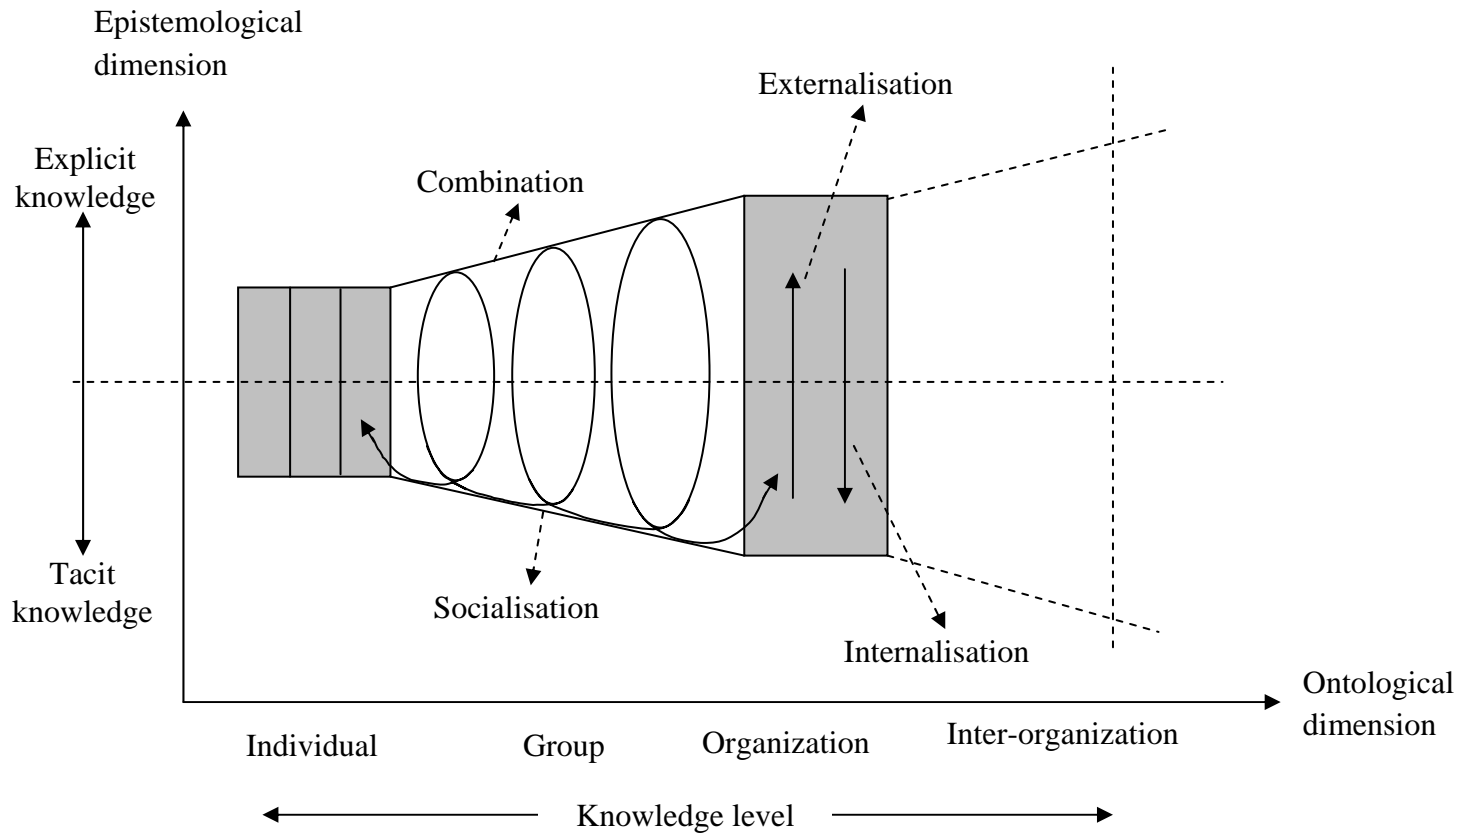 Epistemological
dimension
Externalisation
Explicit
knowledge
Combination
Tacit
knowledge
Socialisation
Internalisation
Ontological
dimension
Individual
Group
Organization
Inter-organization
Knowledge level